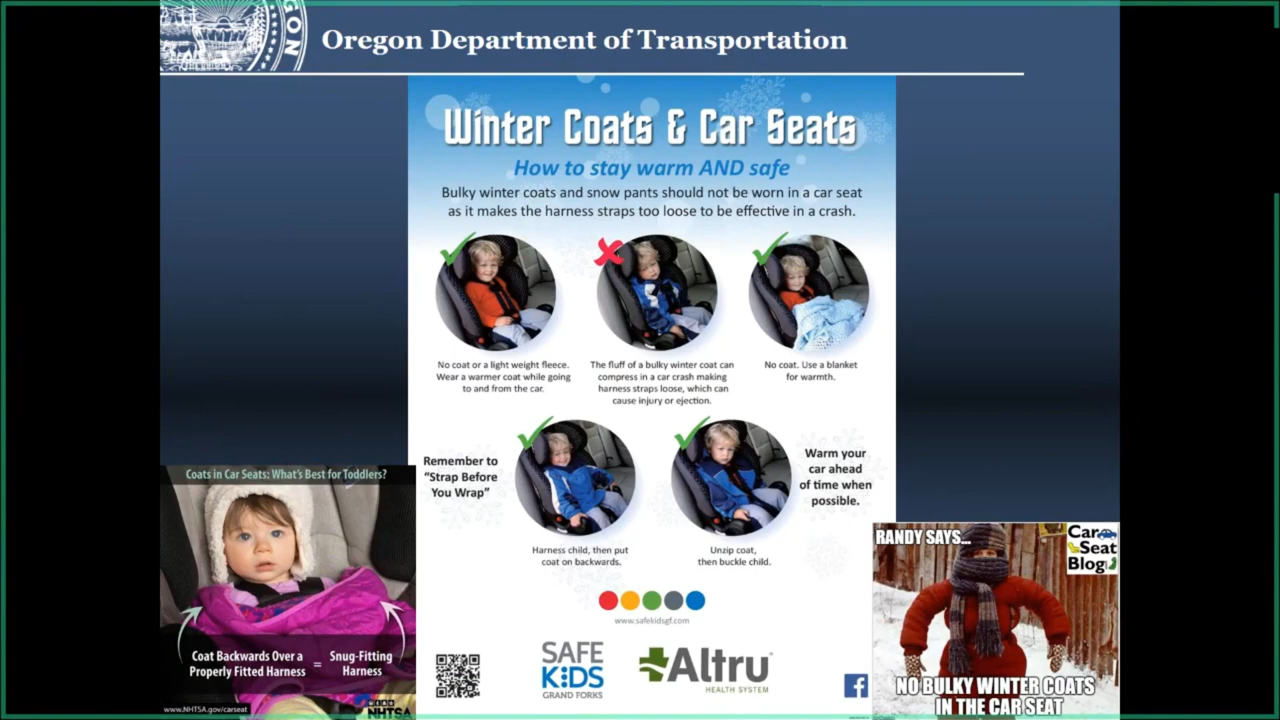 GON
Oregon Department of Transportation
Winter Coats & Car Seats
How to stay warm AND safe
Bulky winter coats and snow pants should not be worn in a car seat
as it makes the harness straps too loose to be effective in a crash.
No coat or a light weight fleece.
Wear a warmer coat while going
to and from the car.
The fluff of a bulky winter coat can
compress in a car crash making
harness straps loose, which can
cause injury or ejection.
No coat. Use a blanket
for warmth.
Remember to
"Strap Before
You Wrap"
Warm your
car ahead
of time when
possible.
Harness child, then put
coat on backwards.
Unzip coat,
then buckle child.
www.safekidsgf.com
SAFE
KIDS
GRAND FORKS
Altru
HEALTH SYSTEM
f
Coats in Car Seats: What's Best for Toddlers?
Coat Backwards Over a
Properly Fitted Harness
=
Snug-Fitting
Harness
www.NHTSA.gov/carseat
NHTSA
RANDY SAYS...
Car
Seat
Blog
NO BULKY WINTER COATS
IN THE CAR SEAT